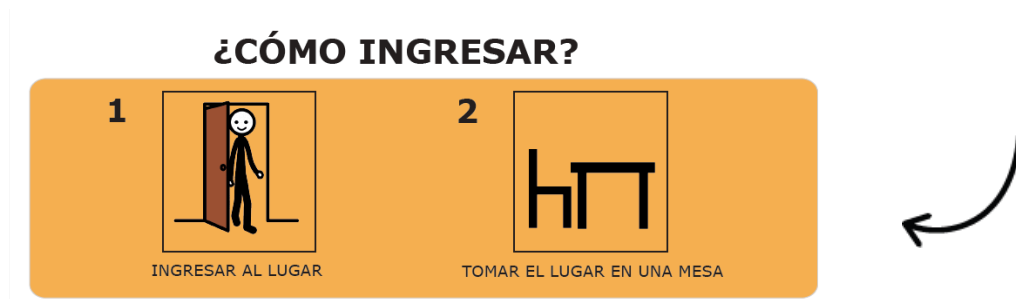 ¿CÓMO INGRESAR?
1
2
INGRESAR AL LUGAR
TOMAR EL LUGAR EN UNA MESA